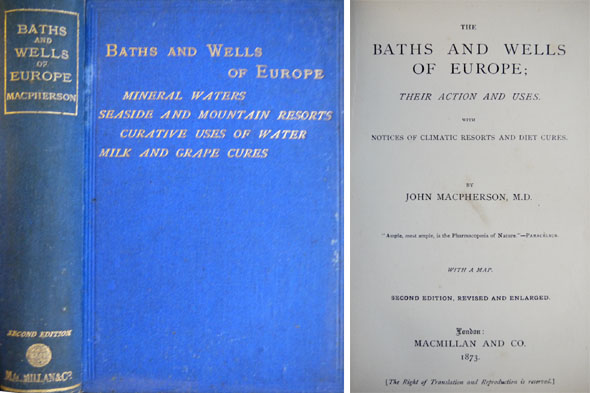 BATHS
AND
WELLS
OF
EUROPE
MACPHERSON
SECOND EDITION
MACMILLAN & Co.
BATHS AND WELLS
OF EUROPE
MINERAL WATERS
SEASIDE AND MOUNTAIN RESORTS
CURATIVE USES OF WATER
MILK AND GRAPE CURES
THE
BATHS AND WELLS
OF EUROPE;
THEIR ACTION AND USES.
WITH
NOTICES OF CLIMATIC RESORTS AND DIET CURES.
BY
JOHN MACPHERSON, M.D.
"Ample, most ample, is the Pharmacopœia of Nature."—PARACELSUS.
WITH A MAP.
SECOND EDITION, REVISED AND ENLARGED.
London:
MACMILLAN AND CO.
1873.
[The Right of Translation and Reproduction is reserved.]